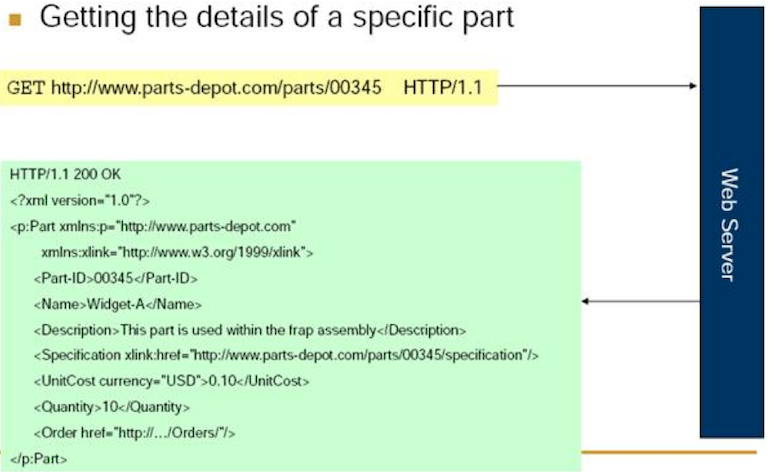 Getting the details of a specific part
GET http://www.parts-depot.com/parts/00345 HTTP/1.1
HTTP/1.1 200 OK
<?xml version="1.0"?>
<p:Part xmlns:p="http://www.parts-depot.com"
xmlns:xlink="http://www.w3.org/1999/xlink">
<Part-ID>00345</Part-ID>
<Name>Widget-A</Name>
<Description>This part is used within the frap assembly</Description>
<Specification xlink:href="http://www.parts-depot.com/parts/00345/specification"/>
<UnitCost currency="USD">0.10</UnitCost>
<Quantity>10</Quantity>
<Order href="http://.../Orders/"/>
</p:Part>
Web Server